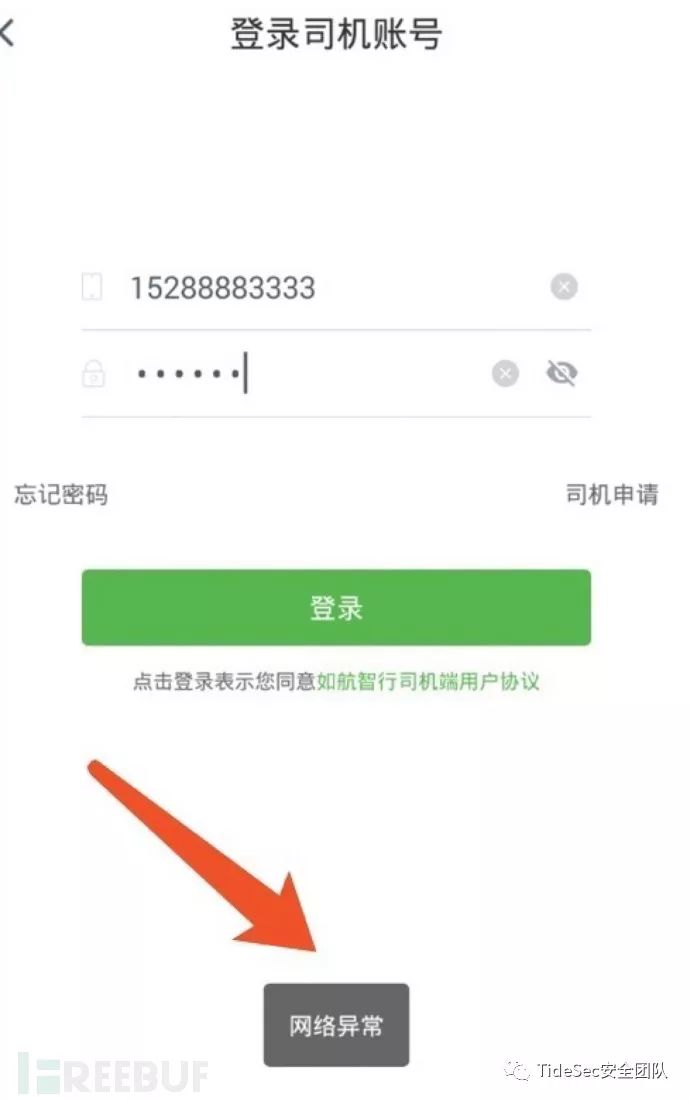 登录司机账号
15288883333
忘记密码 司机申请
登录
点击登录表示您同意如航智行司机端用户协议
网络异常
FREEBUF
TideSec安全团队